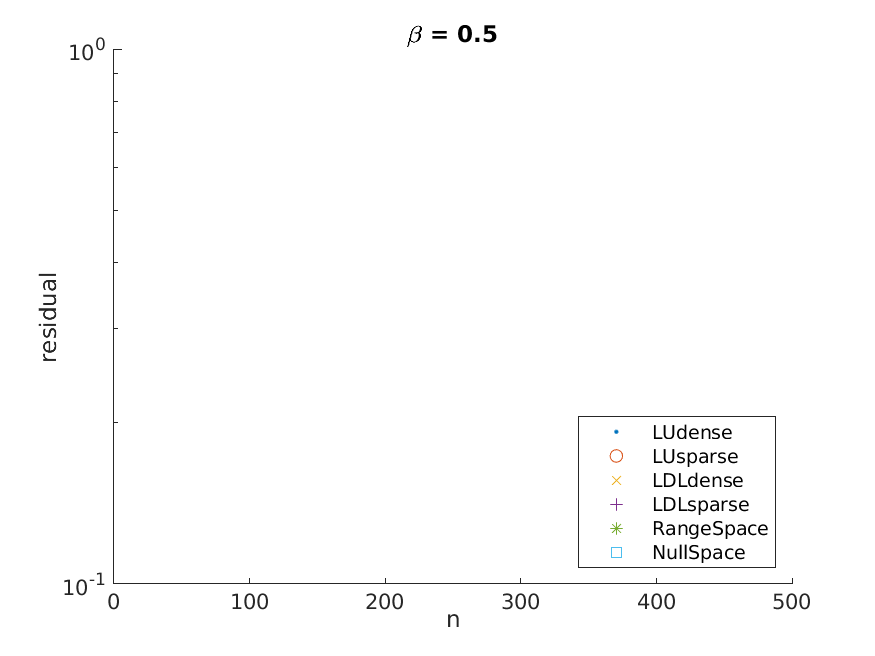 β = 0.5
10^0
residual
LUdense
LUsparse
LDLdense
LDLsparse
RangeSpace
NullSpace
10^-1
0 100 200 300 400 500
n